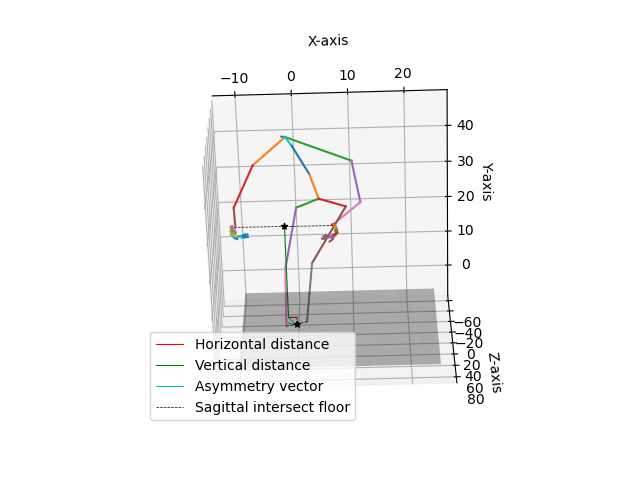 X-axis
−10 0 10 20
40
30
Y-axis
20
10
0
−60
−40
−20
0
20
40
60
80
Z-axis
Horizontal distance
Vertical distance
Asymmetry vector
Sagittal intersect floor